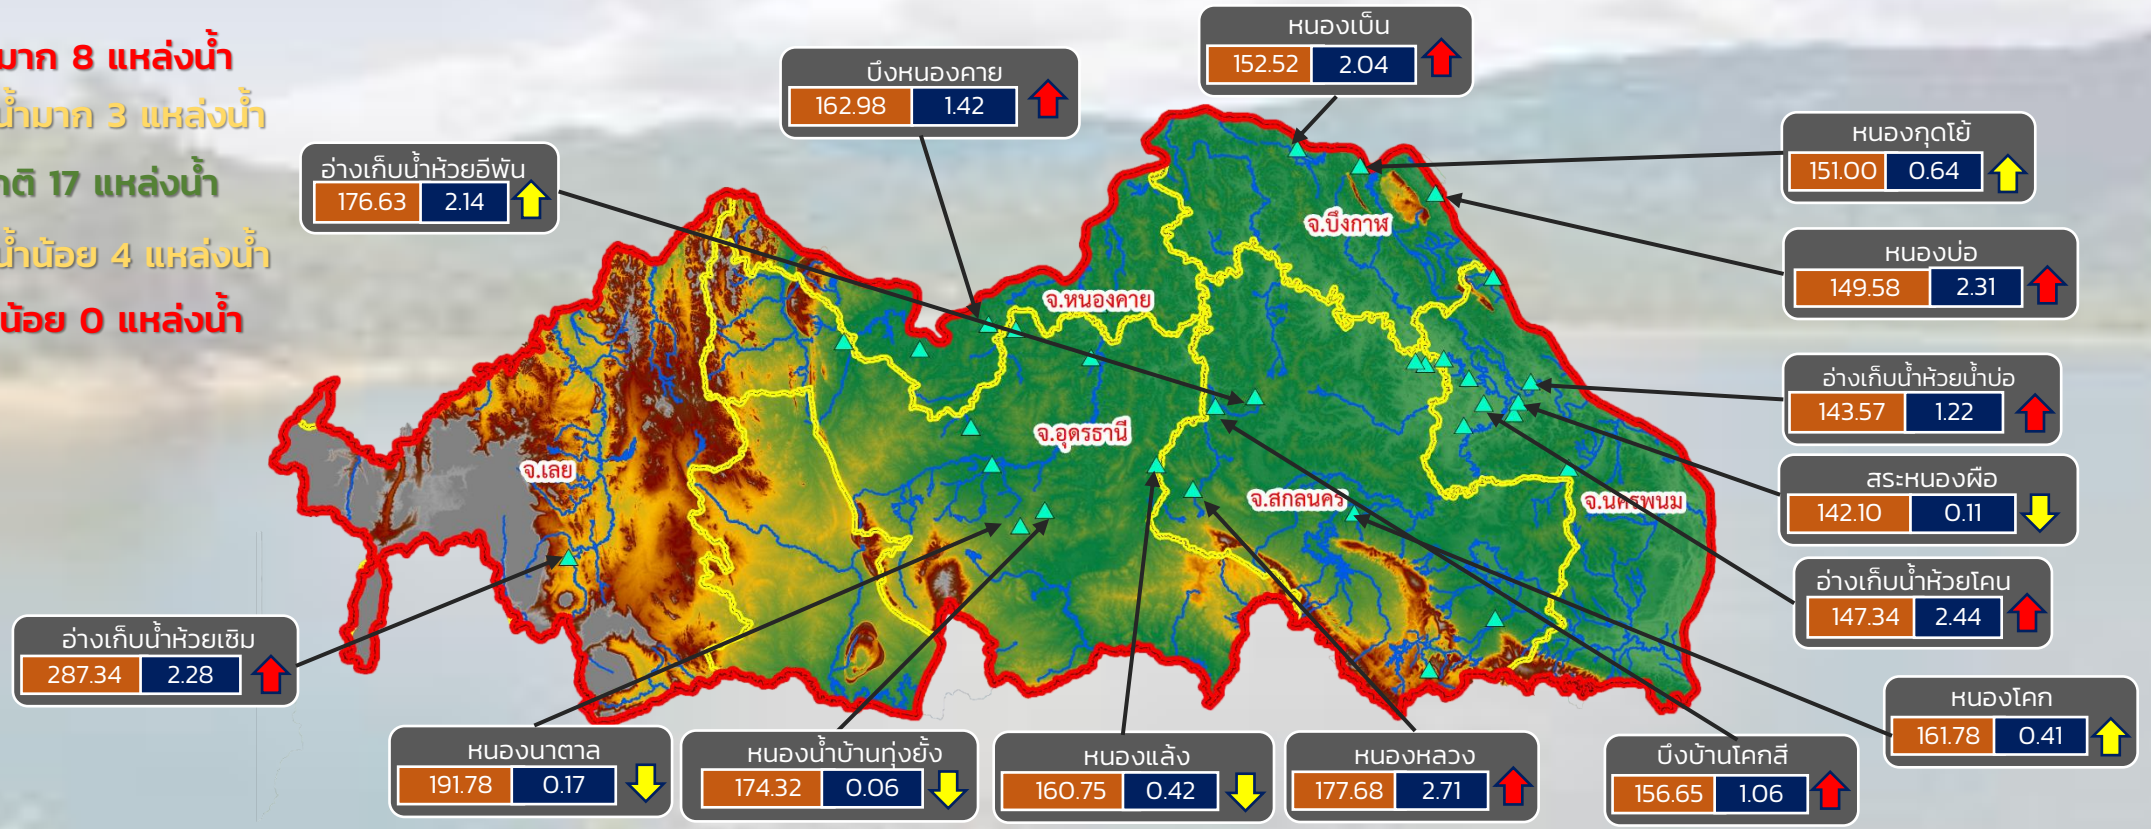 มาก 8 แหล่งน้ำ
น้ำมาก 3 แหล่งน้ำ
กติ 17 แหล่งน้ำ
น้ำน้อย 4 แหล่งน้ำ
น้อย 0 แหล่งน้ำ
หนองเบ็น
152.52 2.04
บึงหนองคาย
162.98 1.42
อ่างเก็บน้ำห้วยอีพัน
176.63 2.14
หนองกุดโย้
151.00 0.64
หนองบ่อ
149.58 2.31
อ่างเก็บน้ำห้วยน้ำบ่อ
143.57 1.22
สระหนองผือ
142.10 0.11
อ่างเก็บน้ำห้วยโคน
147.34 2.44
หนองโคก
161.78 0.41
บึงบ้านโคกสี
156.65 1.06
หนองหลวง
177.68 2.71
หนองแล้ง
160.75 0.42
หนองน้ำบ้านทุ่งยั้ง
174.32 0.06
หนองนาตาล
191.78 0.17
อ่างเก็บน้ำห้วยเซิม
287.34 2.28
จ.บึงกาฬ
จ.หนองคาย
จ.อุดรธานี
จ.เลย
จ.สกลนคร
จ.นครพนม